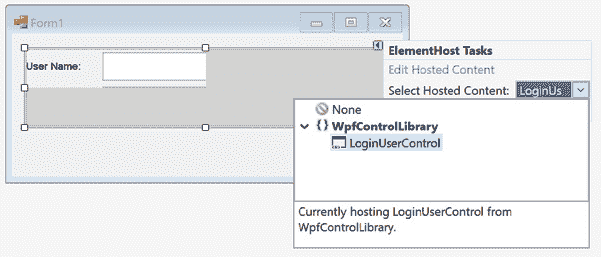 Form1
User Name:
ElementHost Tasks
Edit Hosted Content
Select Hosted Content: LoginUs
None
{} WpfControlLibrary
LoginUserControl
Currently hosting LoginUserControl from
WpfControlLibrary.